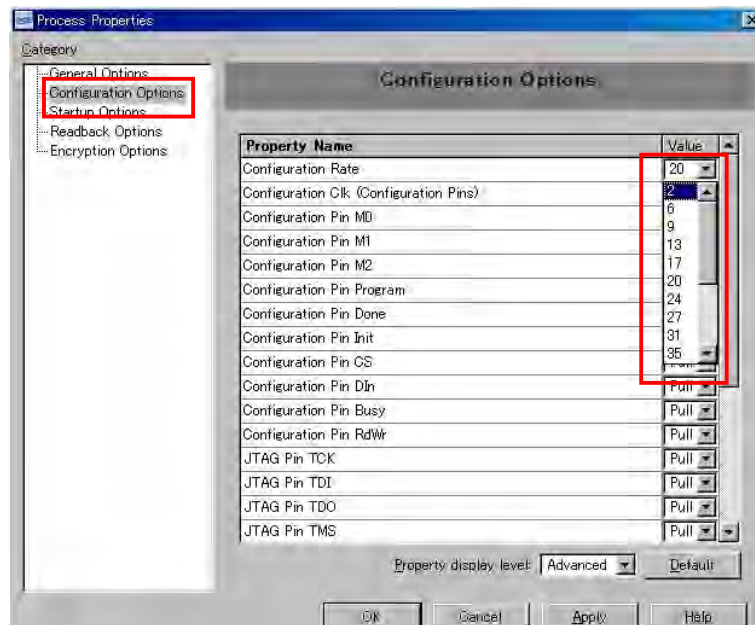 Process Properties
Category
General Options
Configuration Options
Startup Options
Readback Options
Encryption Options
Configuration Options
Property Name Value
Configuration Rate 20
Configuration Clk (Configuration Pins) 2
Configuration Pin M0 6
9
Configuration Pin M1 13
Configuration Pin M2 17
20
Configuration Pin Program 24
Configuration Pin Done 27
Configuration Pin Init 31
Configuration Pin CS 35
Configuration Pin DIn Pull
Configuration Pin Busy Pull
Configuration Pin RdWr Pull
JTAG Pin TCK Pull
JTAG Pin TDI Pull
JTAG Pin TDO Pull
JTAG Pin TMS Pull
Property display level: Advanced Default
OK Cancel Apply Help